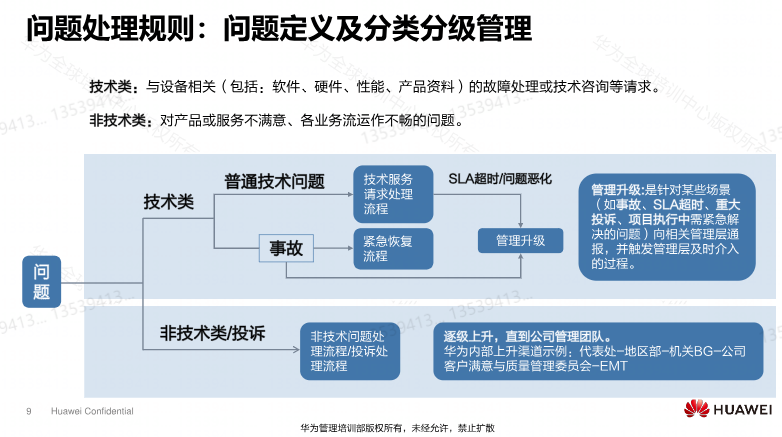 问题处理规则：问题定义及分类分级管理
技术类：与设备相关（包括：软件、硬件、性能、产品资料）的故障处理或技术咨询等请求。
非技术类：对产品或服务不满意、各业务流运作不畅的问题。
问
题
技术类
普通技术问题
技术服务
请求处理
流程
SLA超时/问题恶化
事故
紧急恢复
流程
管理升级
管理升级:是针对某些场景
（如事故、SLA超时、重大
投诉、项目执行中需紧急解
决的问题）向相关管理层通
报，并触发管理层及时介入
的过程。
非技术类/投诉
非技术问题处
理流程/投诉处
理流程
逐级上升，直到公司管理团队。
华为内部上升渠道示例：代表处–地区部–机关BG–公司
客户满意与质量管理委员会–EMT
9 Huawei Confidential
HUAWEI
华为管理培训部版权所有，未经允许，禁止扩散